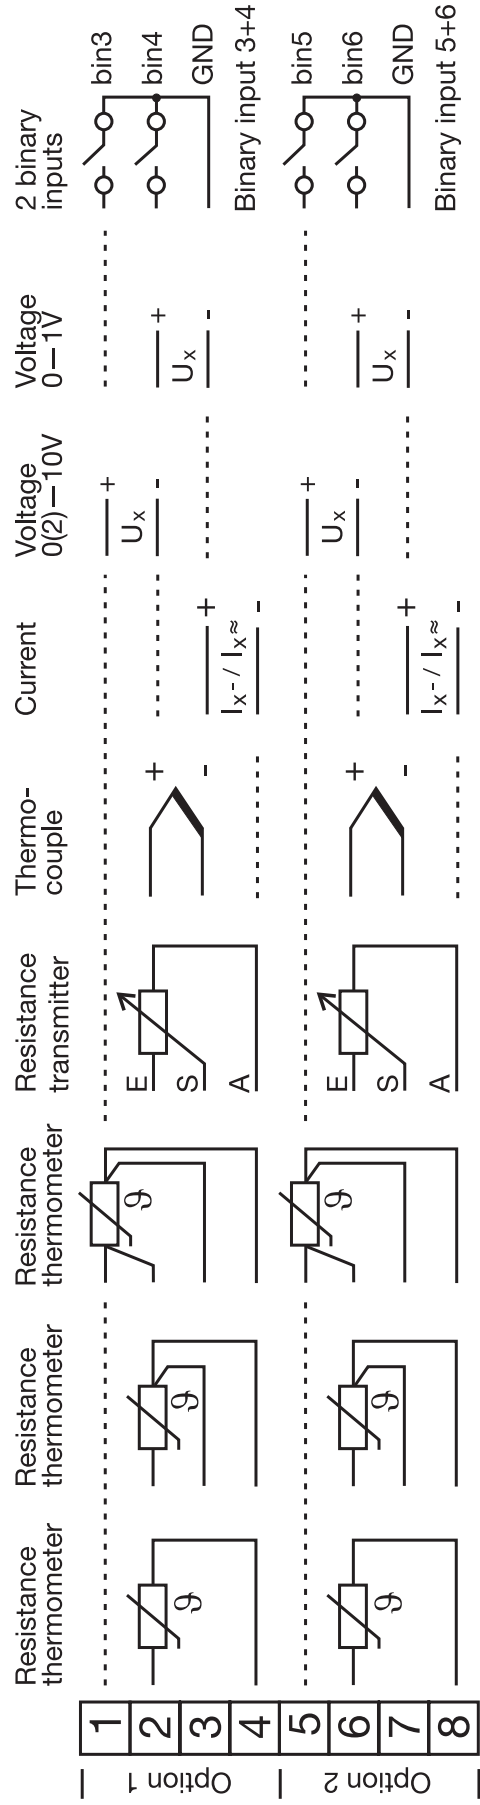 Resistance
thermometer
Resistance
thermometer
Resistance
thermometer
Resistance
transmitter
Thermo-
couple
Current
Voltage
0(2)—10V
Voltage
0—1V
2 binary
inputs
Option 1
1
2
3
4
ϑ
ϑ
ϑ
E
S
A
+
-
+
Ix- / Ix≈
-
+
Ux
-
+
Ux
-
bin3
bin4
GND
Binary input 3+4
Option 2
5
6
7
8
ϑ
ϑ
ϑ
E
S
A
+
-
+
Ix- / Ix≈
-
+
Ux
-
+
Ux
-
bin5
bin6
GND
Binary input 5+6